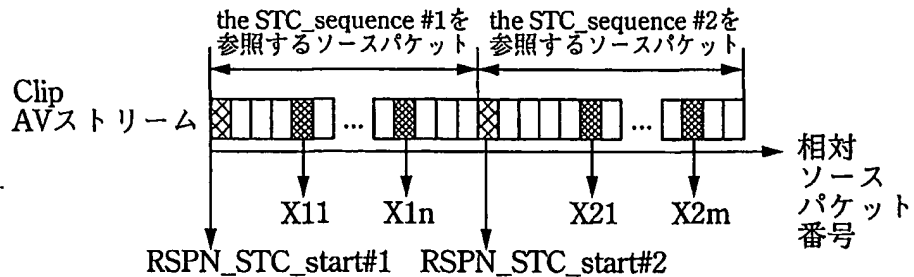 the STC_sequence #1を
参照するソースパケット
the STC_sequence #2を
参照するソースパケット
Clip
AVストリーム
...
...
相対
ソース
パケット
番号
X11
X1n
X21
X2m
RSPN_STC_start#1
RSPN_STC_start#2